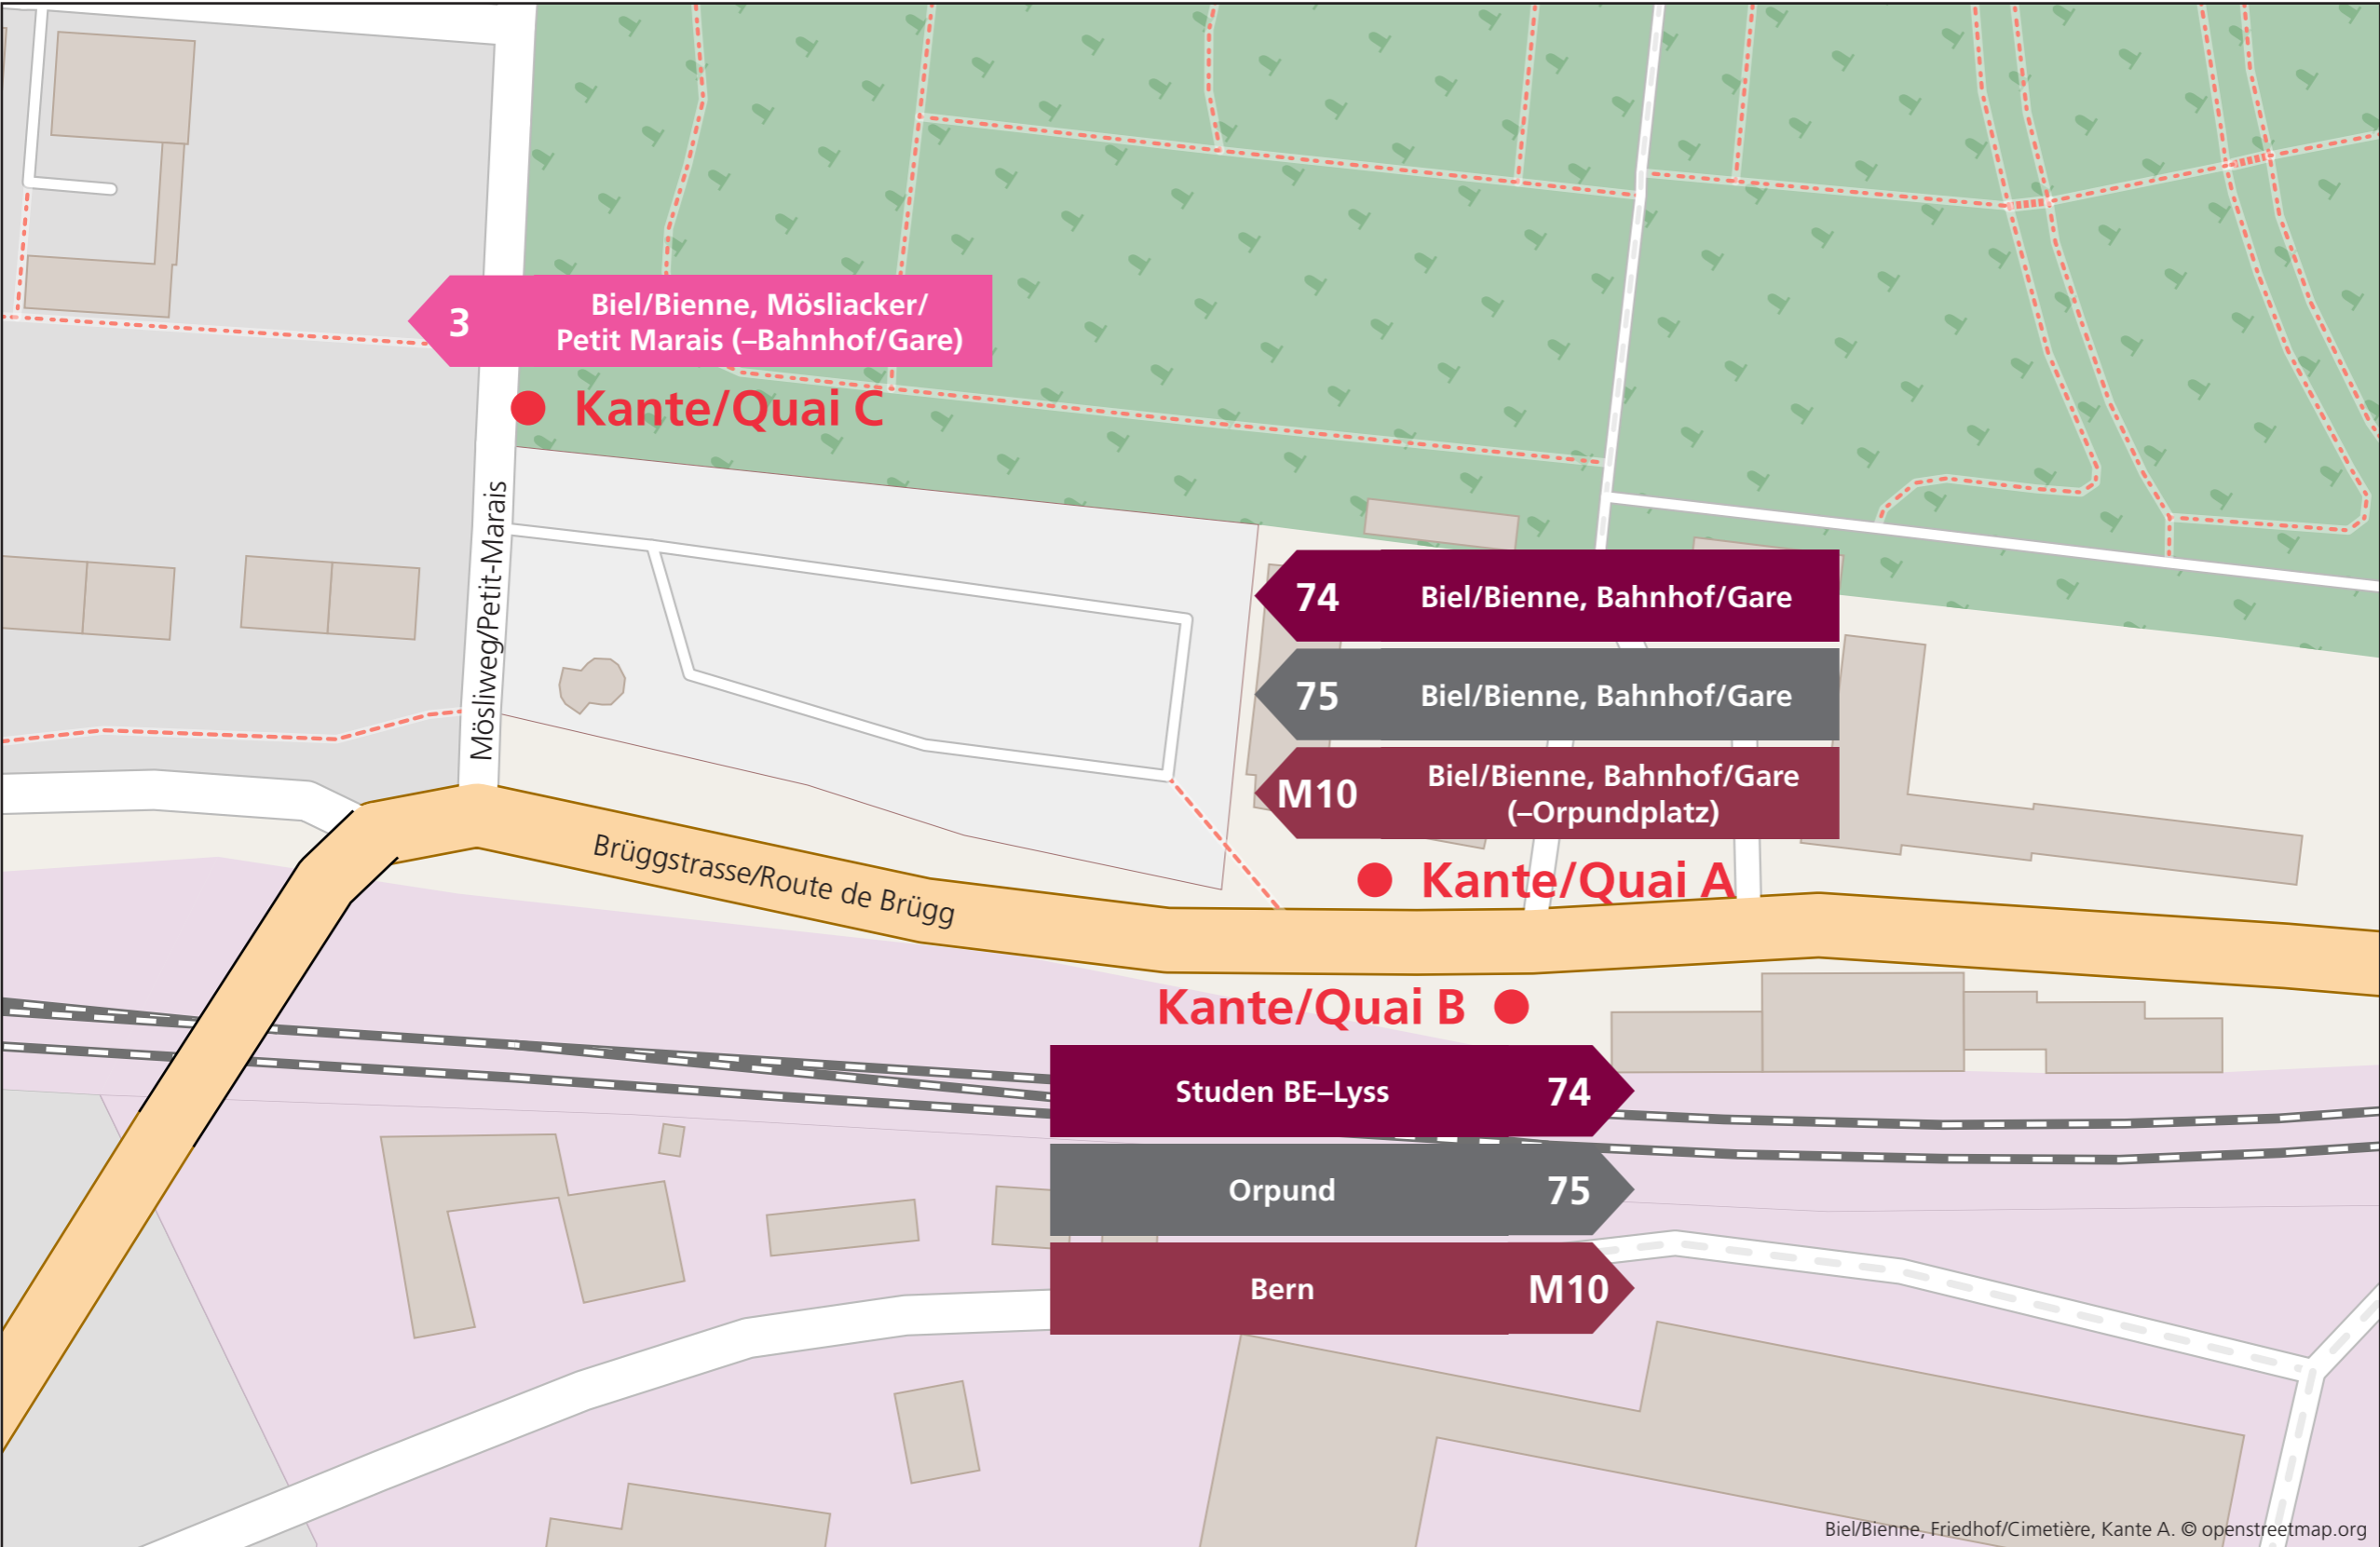 3
Biel/Bienne, Mösliacker/
Petit Marais (–Bahnhof/Gare)
Kante/Quai C
Mösliweg/Petit-Marais
74
Biel/Bienne, Bahnhof/Gare
75
Biel/Bienne, Bahnhof/Gare
M10
Biel/Bienne, Bahnhof/Gare
(–Orpundplatz)
Kante/Quai A
Brüggstrasse/Route de Brügg
Kante/Quai B
Studen BE–Lyss 74
Orpund 75
Bern M10
Biel/Bienne, Friedhof/Cimetière, Kante A. © openstreetmap.org